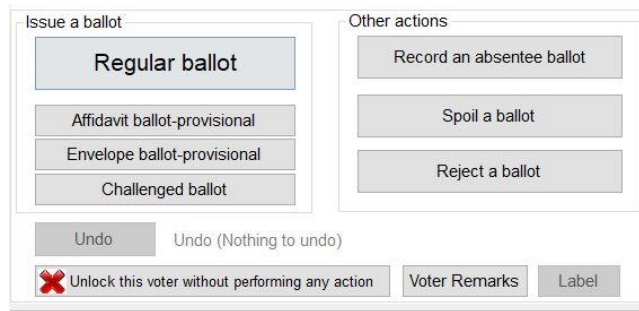 Issue a ballot
Regular ballot
Affidavit ballot-provisional
Envelope ballot-provisional
Challenged ballot
Other actions
Record an absentee ballot
Spoil a ballot
Reject a ballot
Undo
Undo (Nothing to undo)
Unlock this voter without performing any action
Voter Remarks
Label